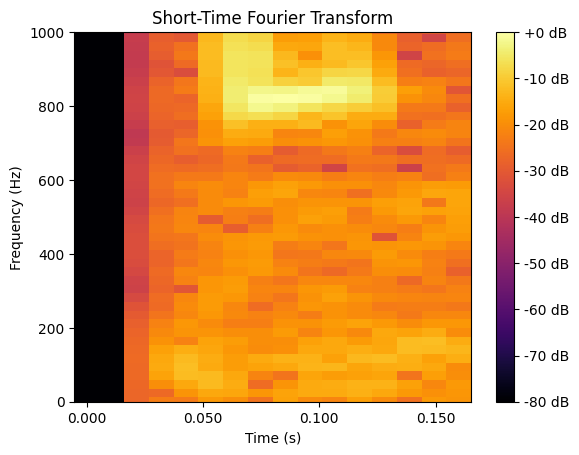 Short-Time Fourier Transform
Frequency (Hz)
1000
800
600
400
200
0
0.000
0.050
0.100
0.150
Time (s)
+0 dB
-10 dB
-20 dB
-30 dB
-40 dB
-50 dB
-60 dB
-70 dB
-80 dB